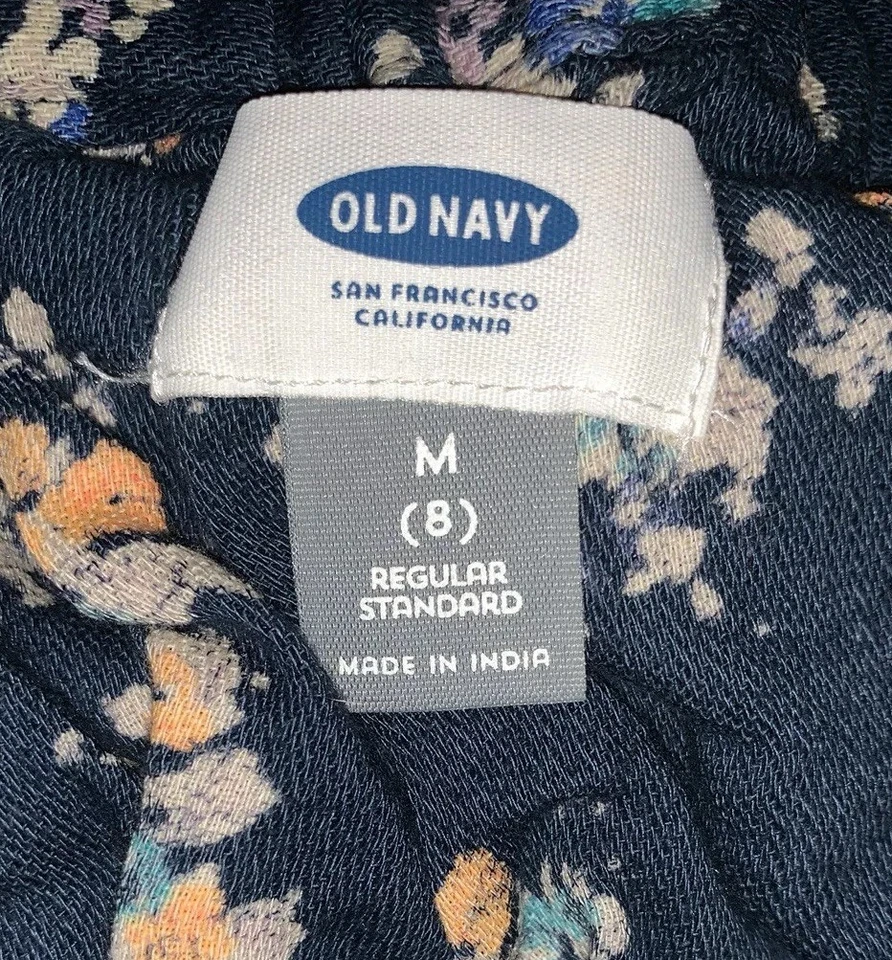 OLD NAVY
SAN FRANCISCO
CALIFORNIA
M
(8)
REGULAR
STANDARD
MADE IN INDIA